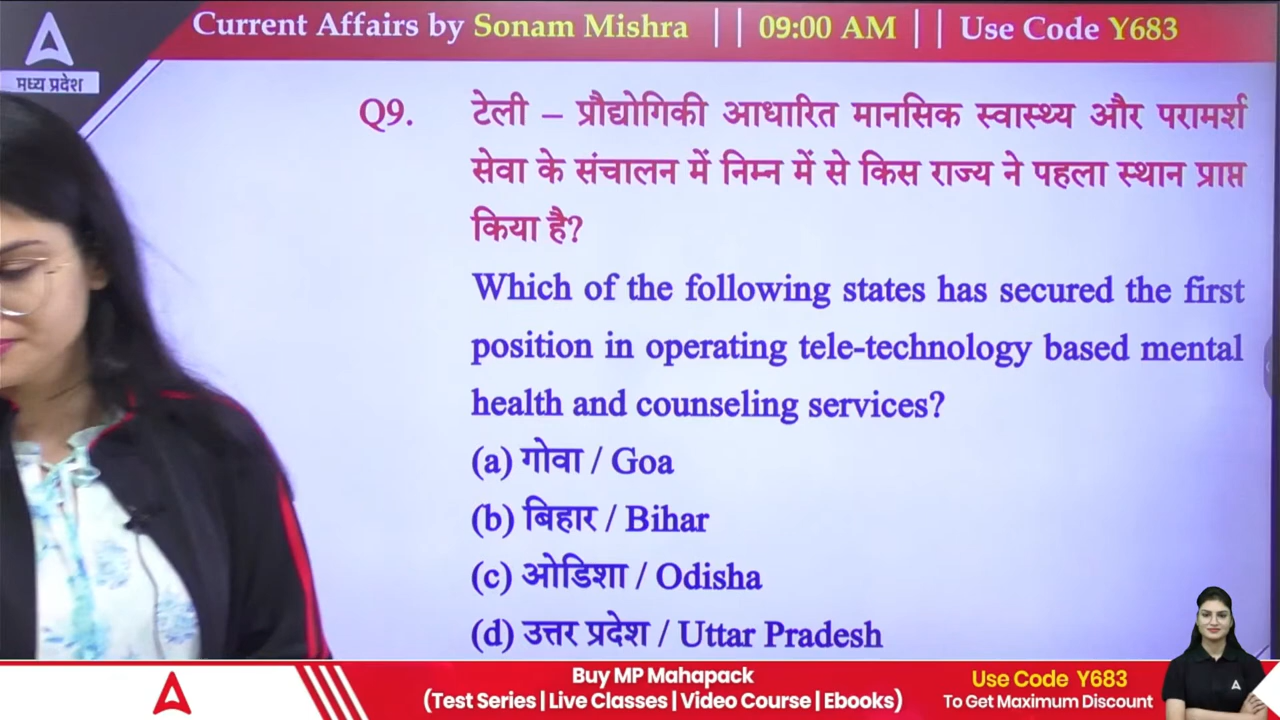 Current Affairs by Sonam Mishra || 09:00 AM || Use Code Y683
मध्य प्रदेश
Q9. टेली – प्रौद्योगिकी आधारित मानसिक स्वास्थ्य और परामर्श
सेवा के संचालन में निम्न में से किस राज्य ने पहला स्थान प्राप्त
किया है?
Which of the following states has secured the first
position in operating tele-technology based mental
health and counseling services?
(a) गोवा / Goa
(b) बिहार / Bihar
(c) ओडिशा / Odisha
(d) उत्तर प्रदेश / Uttar Pradesh
Buy MP Mahapack
(Test Series | Live Classes | Video Course | Ebooks)
Use Code Y683
To Get Maximum Discount